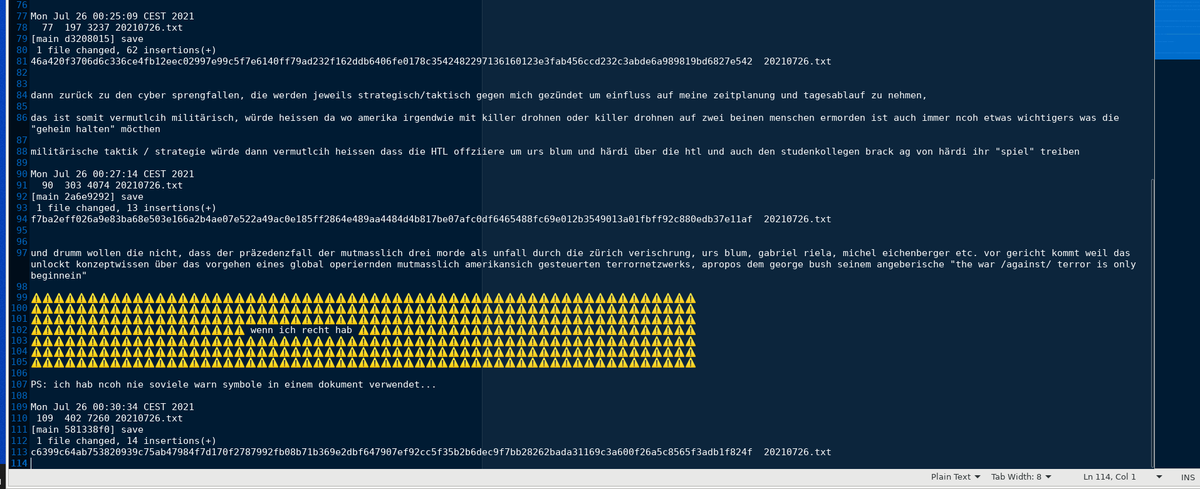 76
77 Mon Jul 26 00:25:09 CEST 2021
78   77  197 3237 20210726.txt
79 [main d3208015] save
80  1 file changed, 62 insertions(+)
81 46a420f3706d6c336ce4fb12eec02997e99c5f7e6140ff79ad232f162ddb6406fe0178c3542482297136160123e3fab456ccd232c3abde6a989819bd6827e542  20210726.txt
82
83
84 dann zurück zu den cyber sprengfallen, die werden jeweils strategisch/taktisch gegen mich gezündet um einfluss auf meine zeitplanung und tagesablauf zu nehmen,
85
86 das ist somit vermutlcih militärisch, würde heissen da wo amerika irgendwie mit killer drohnen oder killer drohnen auf zwei beinen menschen ermorden ist auch immer ncoh etwas wichtigers was die
"geheim halten" möcthen
87
88 militärische taktik / strategie würde dann vermutlcih heissen dass die HTL offziiere um urs blum und härdi über die htl und auch den studenkollegen brack ag von härdi ihr "spiel" treiben
89
90 Mon Jul 26 00:27:14 CEST 2021
91   90  303 4074 20210726.txt
92 [main 2a6e9292] save
93  1 file changed, 13 insertions(+)
94 f7ba2eff026a9e83ba68e503e166a2b4ae07e522a49ac0e185ff2864e489aa4484d4b817be07afc0df6465488fc69e012b3549013a01fbff92c880edb37e11af  20210726.txt
95
96
97 und drumm wollen die nicht, dass der präzedenzfall der mutmasslich drei morde als unfall durch die zürich verischrung, urs blum, gabriel riela, michel eichenberger etc. vor gericht kommt weil das
unlockt konzeptwissen über das vorgehen eines global operiernden mutmasslich amerikansich gesteuerten terrornetzwerks, apropos dem george bush seinem angeberische "the war /against/ terror is only
beginnein"
98
99
100
101
102 wenn ich recht hab
103
104
105
106
107 PS: ich hab ncoh nie soviele warn symbole in einem dokument verwendet...
108
109 Mon Jul 26 00:30:34 CEST 2021
110  109  402 7260 20210726.txt
111 [main 581338f0] save
112  1 file changed, 14 insertions(+)
113 c6399c64ab753820939c75ab47984f7d170f2787992fb08b71b369e2dbf647907ef92cc5f35b2b6dec9f7bb28262bada31169c3a600f26a5c8565f3adb1f824f  20210726.txt
114
Plain Text Tab Width: 8 Ln 114, Col 1 INS